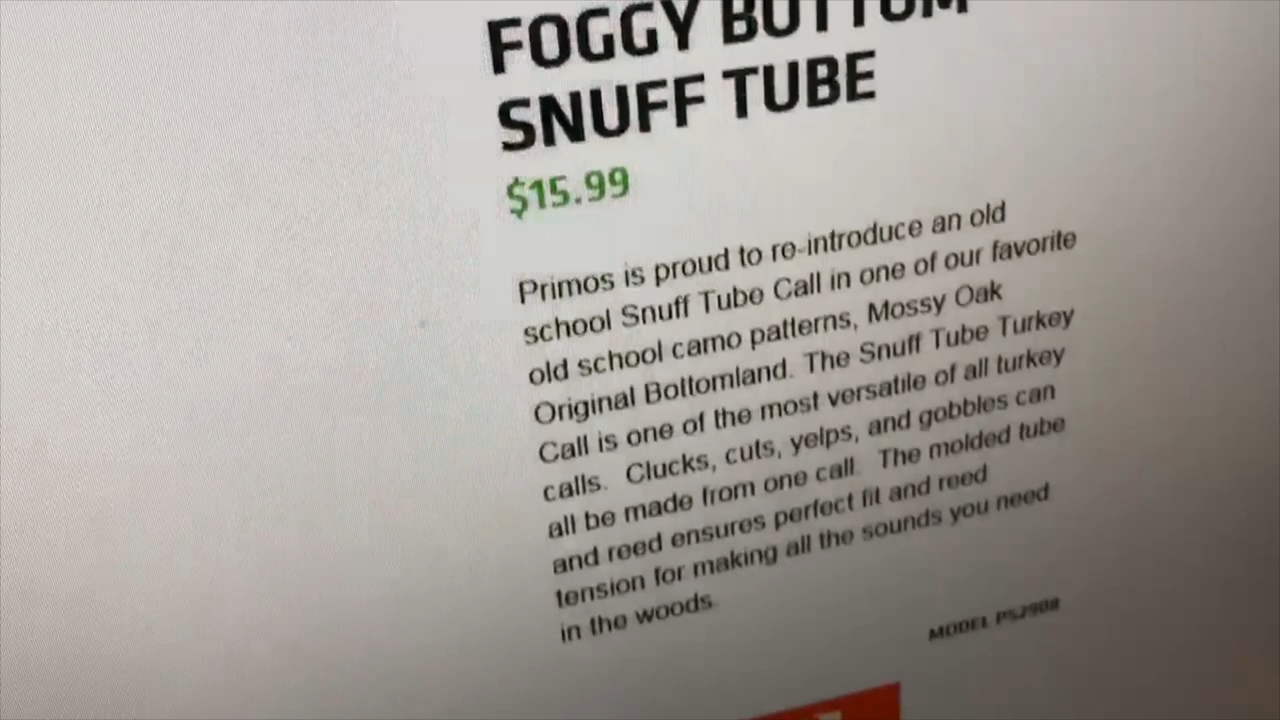 FOGGY BOTTOM
SNUFF TUBE
$15.99
Primos is proud to re-introduce an old
school Snuff Tube Call in one of our favorite
old school camo patterns, Mossy Oak
Original Bottomland. The Snuff Tube Turkey
Call is one of the most versatile of all turkey
calls. Clucks, cuts, yelps, and gobbles can
all be made from one call. The molded tube
and reed ensures perfect fit and reed
tension for making all the sounds you need
in the woods.
MODEL PS2908